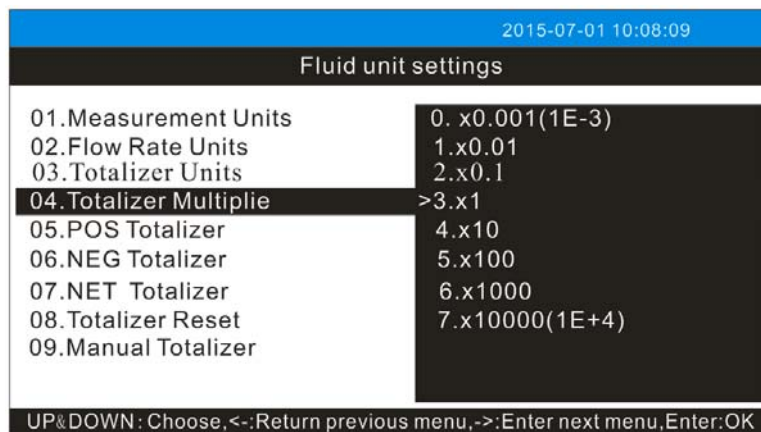 2015-07-01 10:08:09
Fluid unit settings
01.Measurement Units
02.Flow Rate Units
03.Totalizer Units
04.Totalizer Multiplie
05.POS Totalizer
06.NEG Totalizer
07.NET Totalizer
08.Totalizer Reset
09.Manual Totalizer
0. x0.001(1E-3)
1.x0.01
2.x0.1
>3.x1
4.x10
5.x100
6.x1000
7.x10000(1E+4)
UP&DOWN: Choose,<-:Return previous menu,->:Enter next menu,Enter:OK